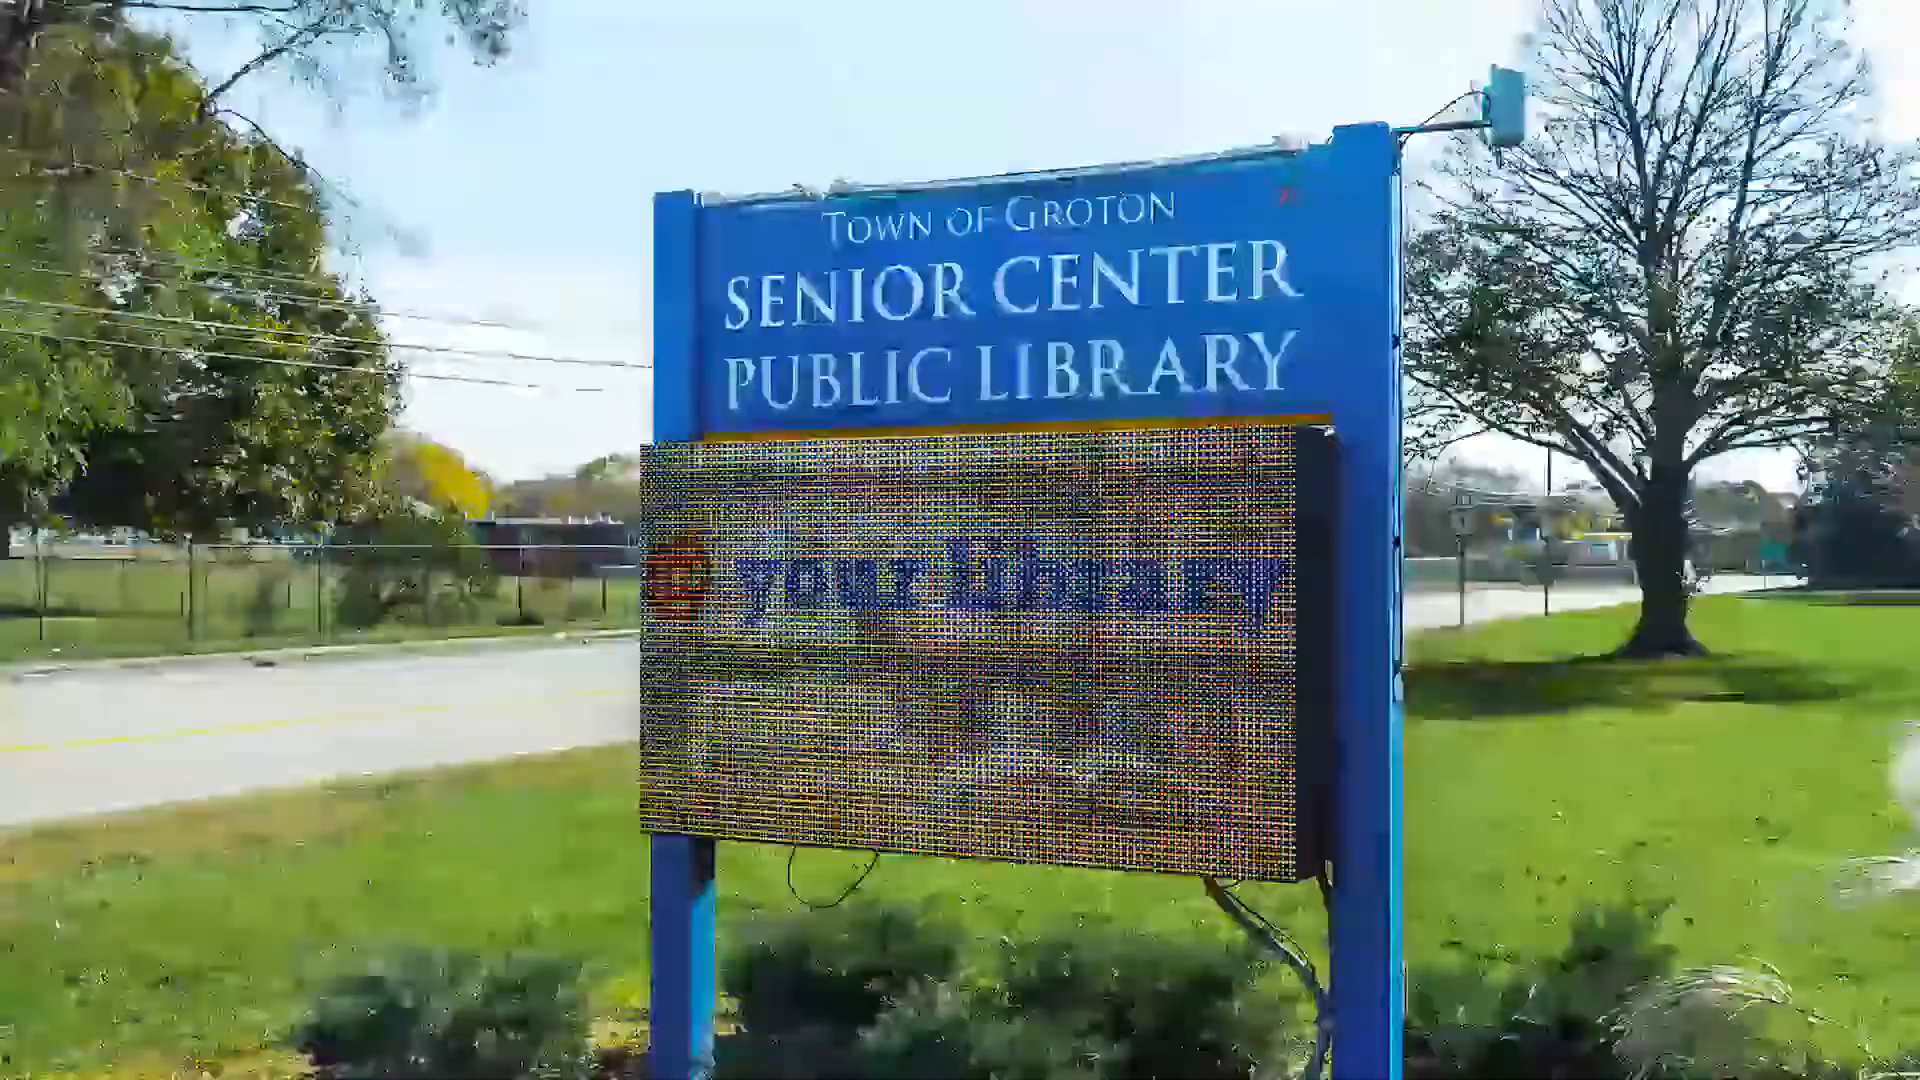 TOWN OF GROTON
SENIOR CENTER
PUBLIC LIBRARY
@ your library